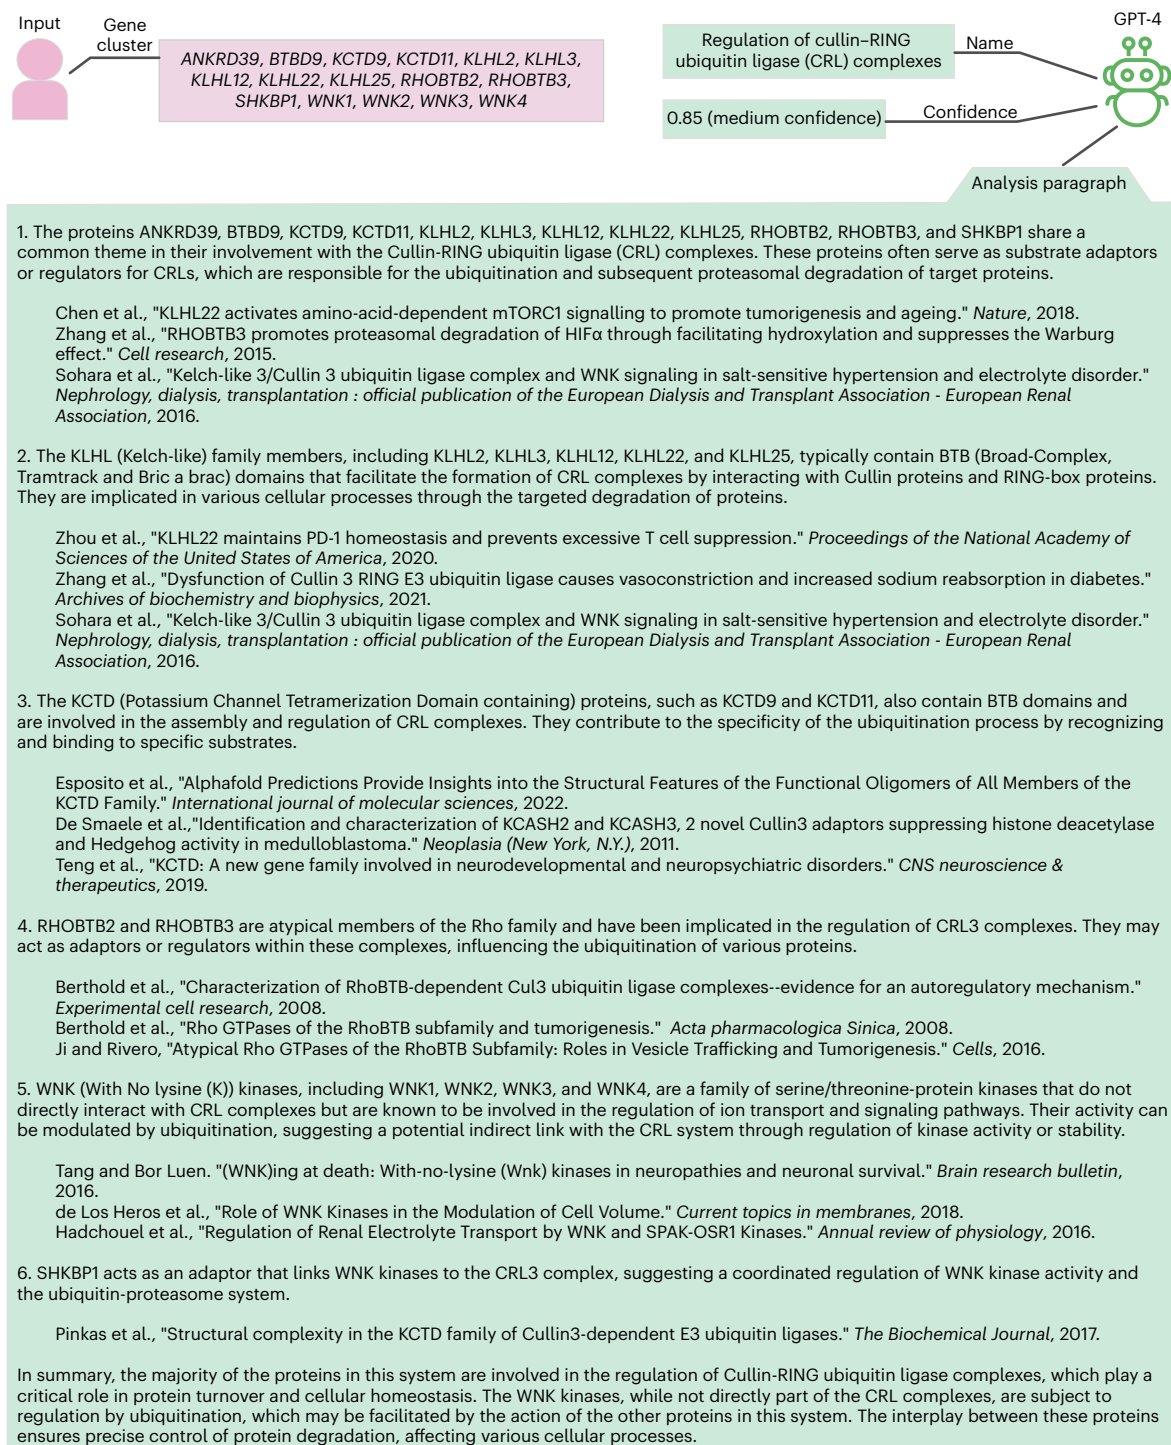 Input
Gene
cluster
ANKRD39, BTBD9, KCTD9, KCTD11, KLHL2, KLHL3,
KLHL12, KLHL22, KLHL25, RHOBTB2, RHOBTB3,
SHKBP1, WNK1, WNK2, WNK3, WNK4
Regulation of cullin–RING
ubiquitin ligase (CRL) complexes
Name
GPT-4
0.85 (medium confidence)
Confidence
Analysis paragraph
1. The proteins ANKRD39, BTBD9, KCTD9, KCTD11, KLHL2, KLHL3, KLHL12, KLHL22, KLHL25, RHOBTB2, RHOBTB3, and SHKBP1 share a
common theme in their involvement with the Cullin-RING ubiquitin ligase (CRL) complexes. These proteins often serve as substrate adaptors
or regulators for CRLs, which are responsible for the ubiquitination and subsequent proteasomal degradation of target proteins.
Chen et al., "KLHL22 activates amino-acid-dependent mTORC1 signalling to promote tumorigenesis and ageing." Nature, 2018.
Zhang et al., "RHOBTB3 promotes proteasomal degradation of HIFα through facilitating hydroxylation and suppresses the Warburg
effect." Cell research, 2015.
Sohara et al., "Kelch-like 3/Cullin 3 ubiquitin ligase complex and WNK signaling in salt-sensitive hypertension and electrolyte disorder."
Nephrology, dialysis, transplantation : official publication of the European Dialysis and Transplant Association - European Renal
Association, 2016.
2. The KLHL (Kelch-like) family members, including KLHL2, KLHL3, KLHL12, KLHL22, and KLHL25, typically contain BTB (Broad-Complex,
Tramtrack and Bric a brac) domains that facilitate the formation of CRL complexes by interacting with Cullin proteins and RING-box proteins.
They are implicated in various cellular processes through the targeted degradation of proteins.
Zhou et al., "KLHL22 maintains PD-1 homeostasis and prevents excessive T cell suppression." Proceedings of the National Academy of
Sciences of the United States of America, 2020.
Zhang et al., "Dysfunction of Cullin 3 RING E3 ubiquitin ligase causes vasoconstriction and increased sodium reabsorption in diabetes."
Archives of biochemistry and biophysics, 2021.
Sohara et al., "Kelch-like 3/Cullin 3 ubiquitin ligase complex and WNK signaling in salt-sensitive hypertension and electrolyte disorder."
Nephrology, dialysis, transplantation : official publication of the European Dialysis and Transplant Association - European Renal
Association, 2016.
3. The KCTD (Potassium Channel Tetramerization Domain containing) proteins, such as KCTD9 and KCTD11, also contain BTB domains and
are involved in the assembly and regulation of CRL complexes. They contribute to the specificity of the ubiquitination process by recognizing
and binding to specific substrates.
Esposito et al., "Alphafold Predictions Provide Insights into the Structural Features of the Functional Oligomers of All Members of the
KCTD Family." International journal of molecular sciences, 2022.
De Smaele et al.,"Identification and characterization of KCASH2 and KCASH3, 2 novel Cullin3 adaptors suppressing histone deacetylase
and Hedgehog activity in medulloblastoma." Neoplasia (New York, N.Y.), 2011.
Teng et al., "KCTD: A new gene family involved in neurodevelopmental and neuropsychiatric disorders." CNS neuroscience &
therapeutics, 2019.
4. RHOBTB2 and RHOBTB3 are atypical members of the Rho family and have been implicated in the regulation of CRL3 complexes. They may
act as adaptors or regulators within these complexes, influencing the ubiquitination of various proteins.
Berthold et al., "Characterization of RhoBTB-dependent Cul3 ubiquitin ligase complexes--evidence for an autoregulatory mechanism."
Experimental cell research, 2008.
Berthold et al., "Rho GTPases of the RhoBTB subfamily and tumorigenesis." Acta pharmacologica Sinica, 2008.
Ji and Rivero, "Atypical Rho GTPases of the RhoBTB Subfamily: Roles in Vesicle Trafficking and Tumorigenesis." Cells, 2016.
5. WNK (With No lysine (K)) kinases, including WNK1, WNK2, WNK3, and WNK4, are a family of serine/threonine-protein kinases that do not
directly interact with CRL complexes but are known to be involved in the regulation of ion transport and signaling pathways. Their activity can
be modulated by ubiquitination, suggesting a potential indirect link with the CRL system through regulation of kinase activity or stability.
Tang and Bor Luen. "(WNK)ing at death: With-no-lysine (Wnk) kinases in neuropathies and neuronal survival." Brain research bulletin,
2016.
de Los Heros et al., "Role of WNK Kinases in the Modulation of Cell Volume." Current topics in membranes, 2018.
Hadchouel et al., "Regulation of Renal Electrolyte Transport by WNK and SPAK-OSR1 Kinases." Annual review of physiology, 2016.
6. SHKBP1 acts as an adaptor that links WNK kinases to the CRL3 complex, suggesting a coordinated regulation of WNK kinase activity and
the ubiquitin-proteasome system.
Pinkas et al., "Structural complexity in the KCTD family of Cullin3-dependent E3 ubiquitin ligases." The Biochemical Journal, 2017.
In summary, the majority of the proteins in this system are involved in the regulation of Cullin-RING ubiquitin ligase complexes, which play a
critical role in protein turnover and cellular homeostasis. The WNK kinases, while not directly part of the CRL complexes, are subject to
regulation by ubiquitination, which may be facilitated by the action of the other proteins in this system. The interplay between these proteins
ensures precise control of protein degradation, affecting various cellular processes.